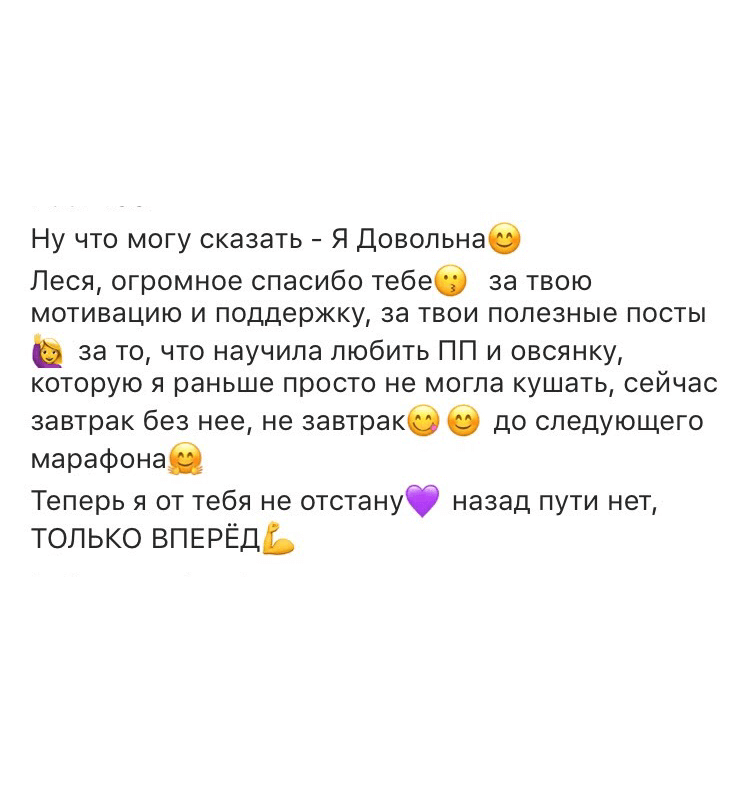 Ну что могу сказать - Я Довольна😊
Леся, огромное спасибо тебе😗 за твою
мотивацию и поддержку, за твои полезные посты
🙋‍♀️ за то, что научила любить ПП и овсянку,
которую я раньше просто не могла кушать, сейчас
завтрак без нее, не завтрак😋😊 до следующего
марафона🤗
Теперь я от тебя не отстану💜 назад пути нет,
ТОЛЬКО ВПЕРЁД💪